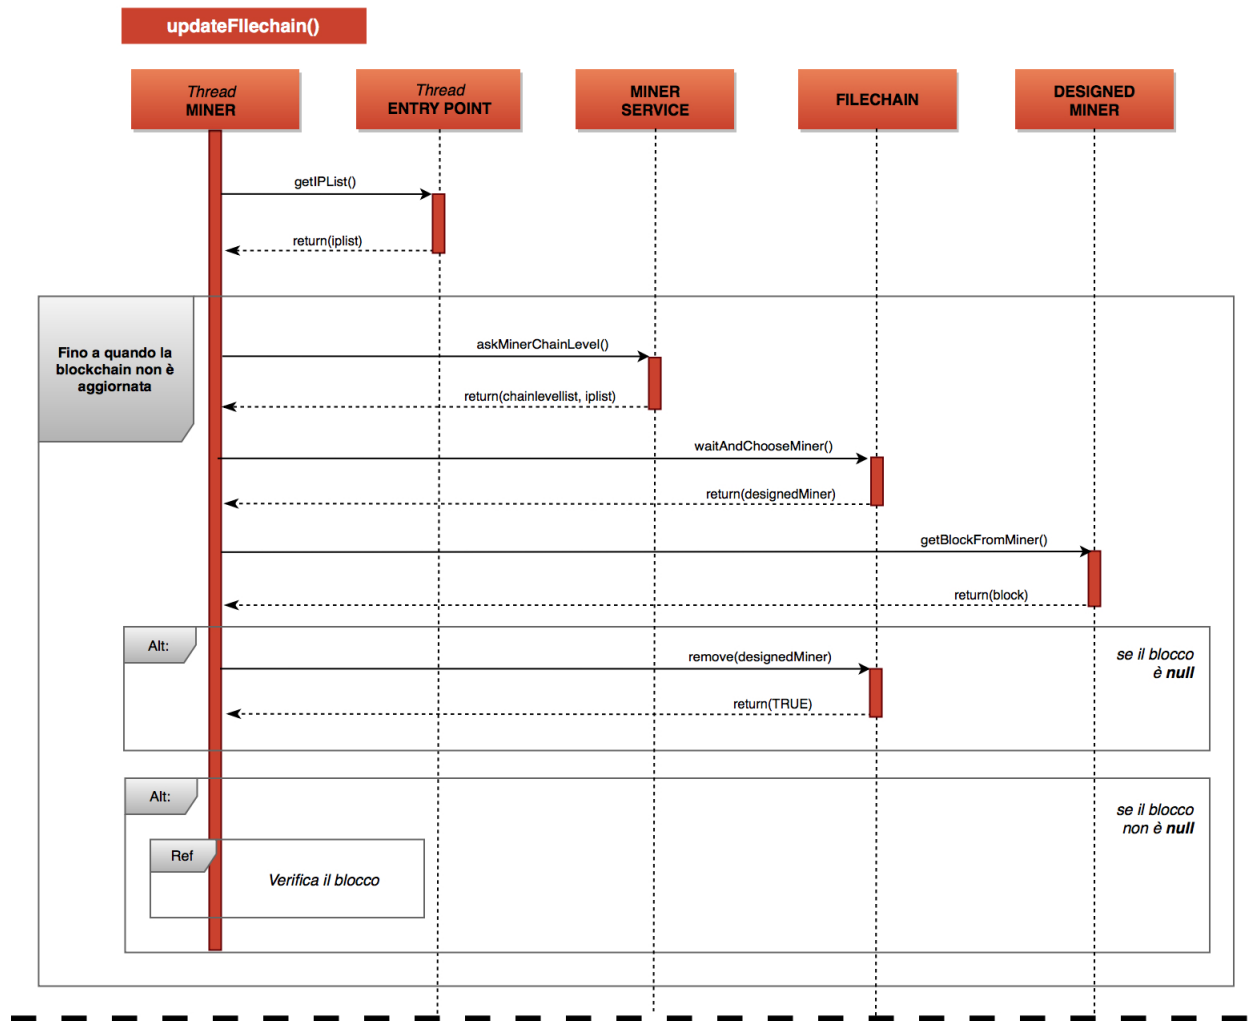 updateFIlechain()
Thread
MINER
Thread
ENTRY POINT
MINER
SERVICE
FILECHAIN
DESIGNED
MINER
getIPList()
return(iplist)
Fino a quando la
blockchain non è
aggiornata
askMinerChainLevel()
return(chainlevellist, iplist)
waitAndChooseMiner()
return(designedMiner)
getBlockFromMiner()
return(block)
Alt:
se il blocco
è null
remove(designedMiner)
return(TRUE)
Alt:
se il blocco
non è null
Ref
Verifica il blocco